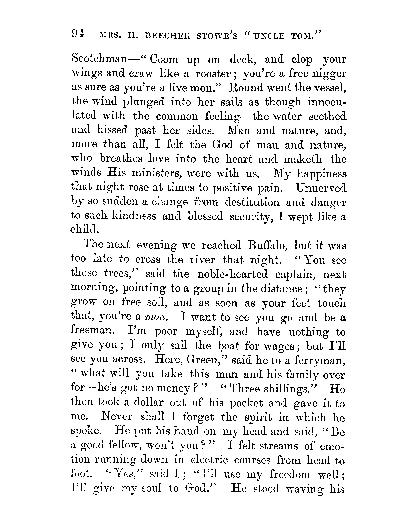 94 MRS. H. BEECHER STOWE'S "UNCLE TOM."
Scotchman—"Coom up on deck, and clop your
wings and craw like a rooster; you're a free nigger
as sure as you're a live mon." Round went the vessel,
the wind plunged into her sails as though innocu-
lated with the common feeling—the water seethed
and hissed past her sides. Man and nature, and,
more than all, I felt the God of man and nature,
who breathes love into the heart and maketh the
winds His ministers, were with us. My happiness
that night rose at times to positive pain. Unnerved
by so sudden a change from destitution and danger
to such kindness and blessed security, I wept like a
child.
The next evening we reached Buffalo, but it was
too late to cross the river that night. "You see
those trees," said the noble-hearted captain, next
morning, pointing to a group in the distance; "they
grow on free soil, and as soon as your feet touch
that, you're a mon. I want to see you go and be a
freeman. I'm poor myself, and have nothing to
give you; I only sail the boat for wages; but I'll
see you across. Here, Green," said he to a ferryman,
"what will you take this man and his family over
for—he's got no money?" "Three shillings." He
then took a dollar out of his pocket and gave it to
me. Never shall I forget the spirit in which he
spoke. He put his hand on my head and said, "Be
a good fellow, won't you?" I felt streams of emo-
tion running down in electric courses from head to
foot. "Yes," said I; "I'll use my freedom well;
I'll give my soul to God." He stood waving his